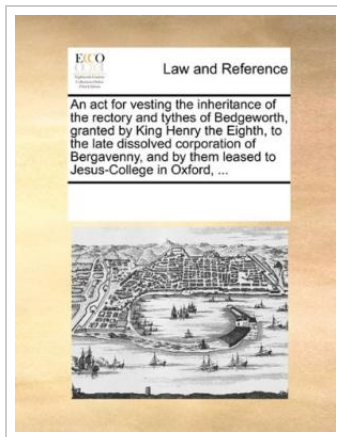 ECCO
Law and Reference
An act for vesting the inheritance of
the rectory and tythes of Bedgeworth,
granted by King Henry the Eighth, to
the late dissolved corporation of
Bergavenny, and by them leased to
Jesus-College in Oxford, ...